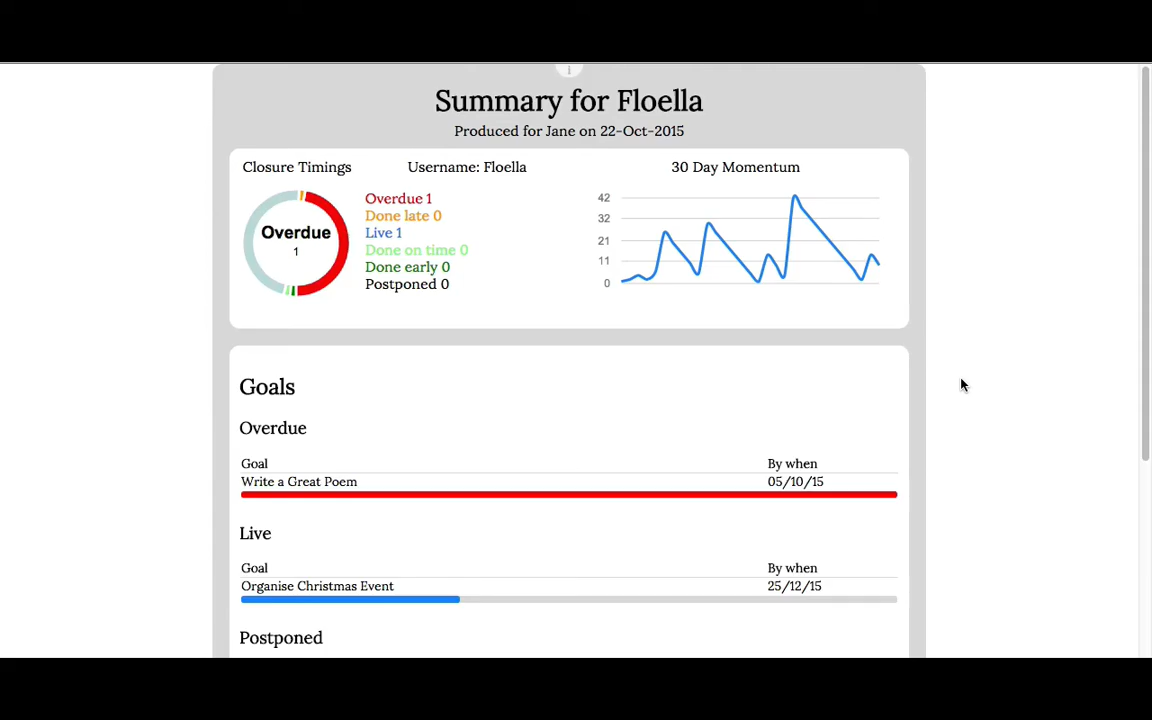 i
Summary for Floella
Produced for Jane on 22-Oct-2015
Closure Timings
Username: Floella
30 Day Momentum
Overdue
1
Overdue 1
Done late 0
Live 1
Done on time 0
Done early 0
Postponed 0
42
32
21
11
0
Goals
Overdue
Goal By when
Write a Great Poem 05/10/15
Live
Goal By when
Organise Christmas Event 25/12/15
Postponed